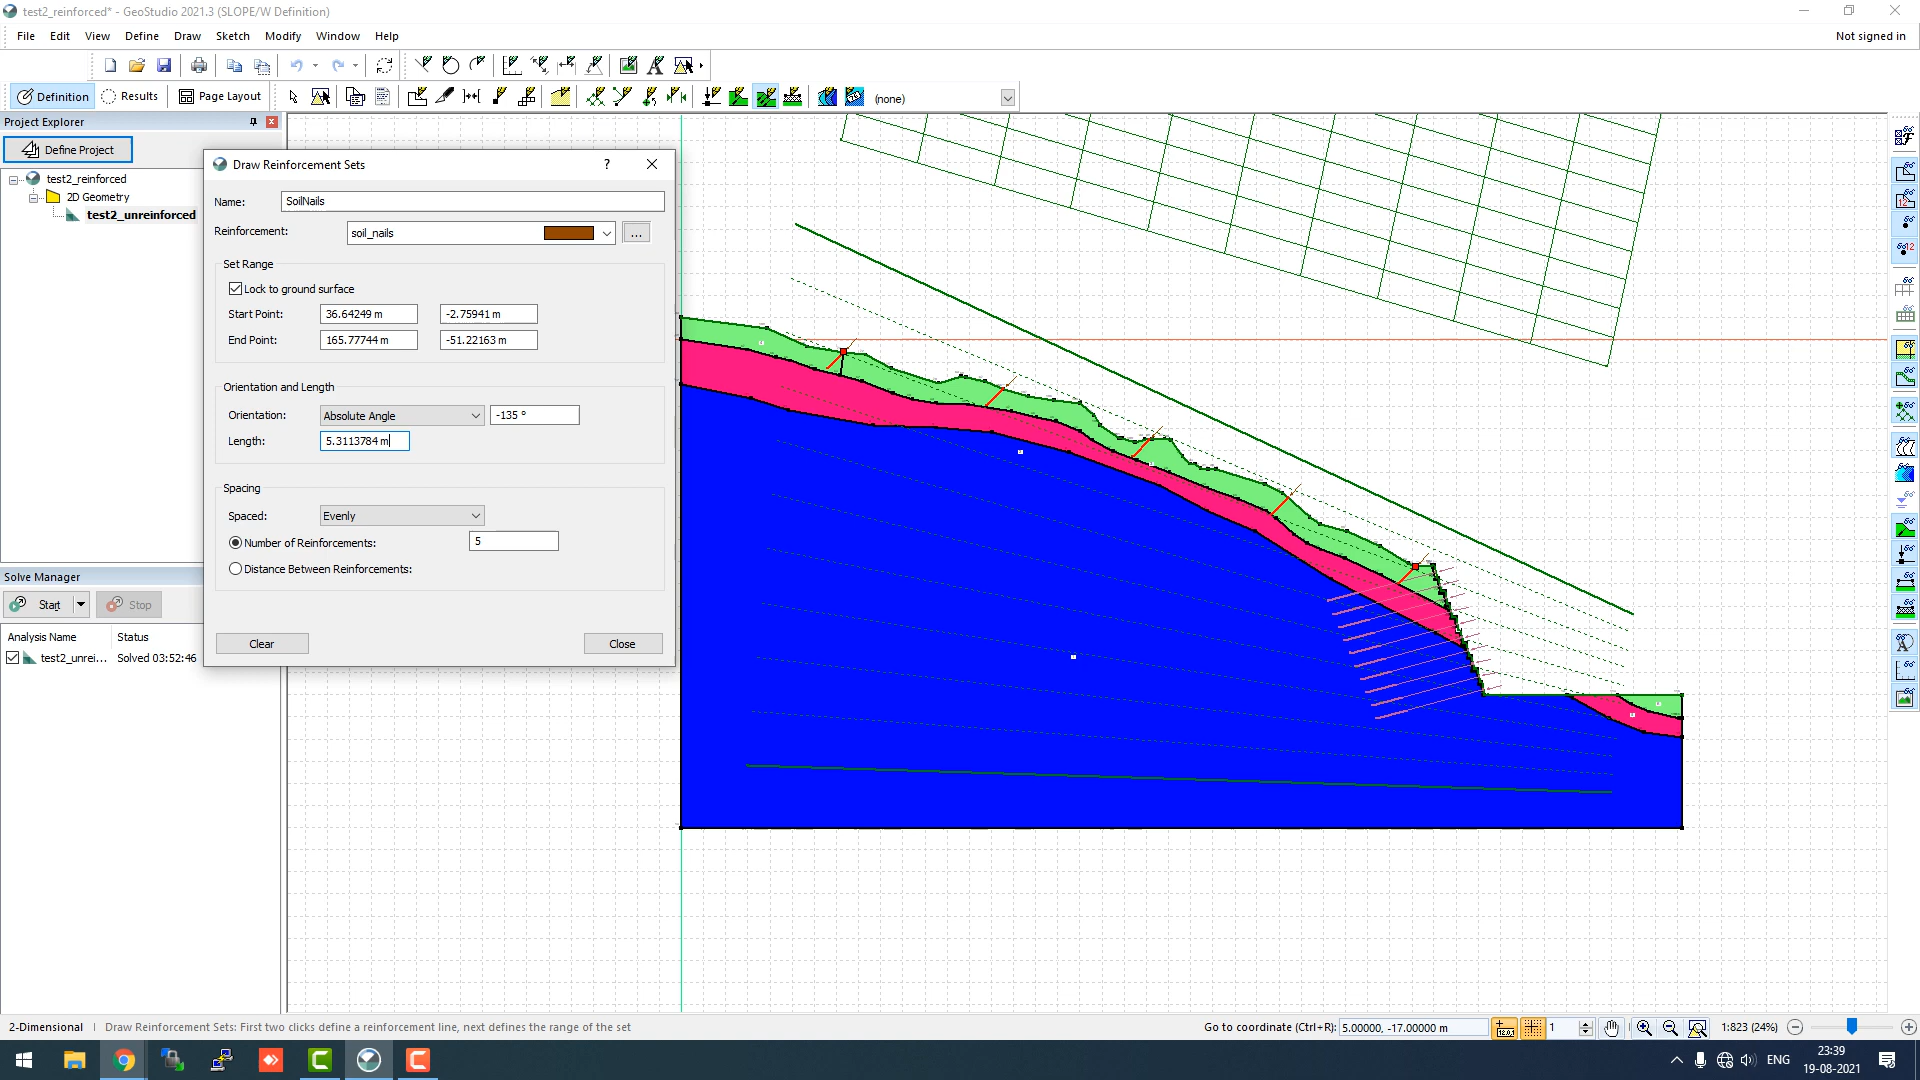 test2_reinforced* - GeoStudio 2021.3 (SLOPE/W Definition)
File Edit View Define Draw Sketch Modify Window Help
Not signed in
Definition Results Page Layout
(none)
Project Explorer
Define Project
test2_reinforced
2D Geometry
test2_unreinforced
Draw Reinforcement Sets
?
Name: SoilNails
Reinforcement: soil_nails
...
Set Range
Lock to ground surface
Start Point: 36.64249 m -2.75941 m
End Point: 165.77744 m -51.22163 m
Orientation and Length
Orientation: Absolute Angle -135 °
Length: 5.3113784 m
Spacing
Spaced: Evenly
Number of Reinforcements: 5
Distance Between Reinforcements:
Clear Close
Solve Manager
Start Stop
Analysis Name Status
test2_unrei... Solved 03:52:46
2-Dimensional Draw Reinforcement Sets: First two clicks define a reinforcement line, next defines the range of the set
Go to coordinate (Ctrl+R): 5.00000, -17.00000 m
1
1:823 (24%)
ENG
23:39
19-08-2021